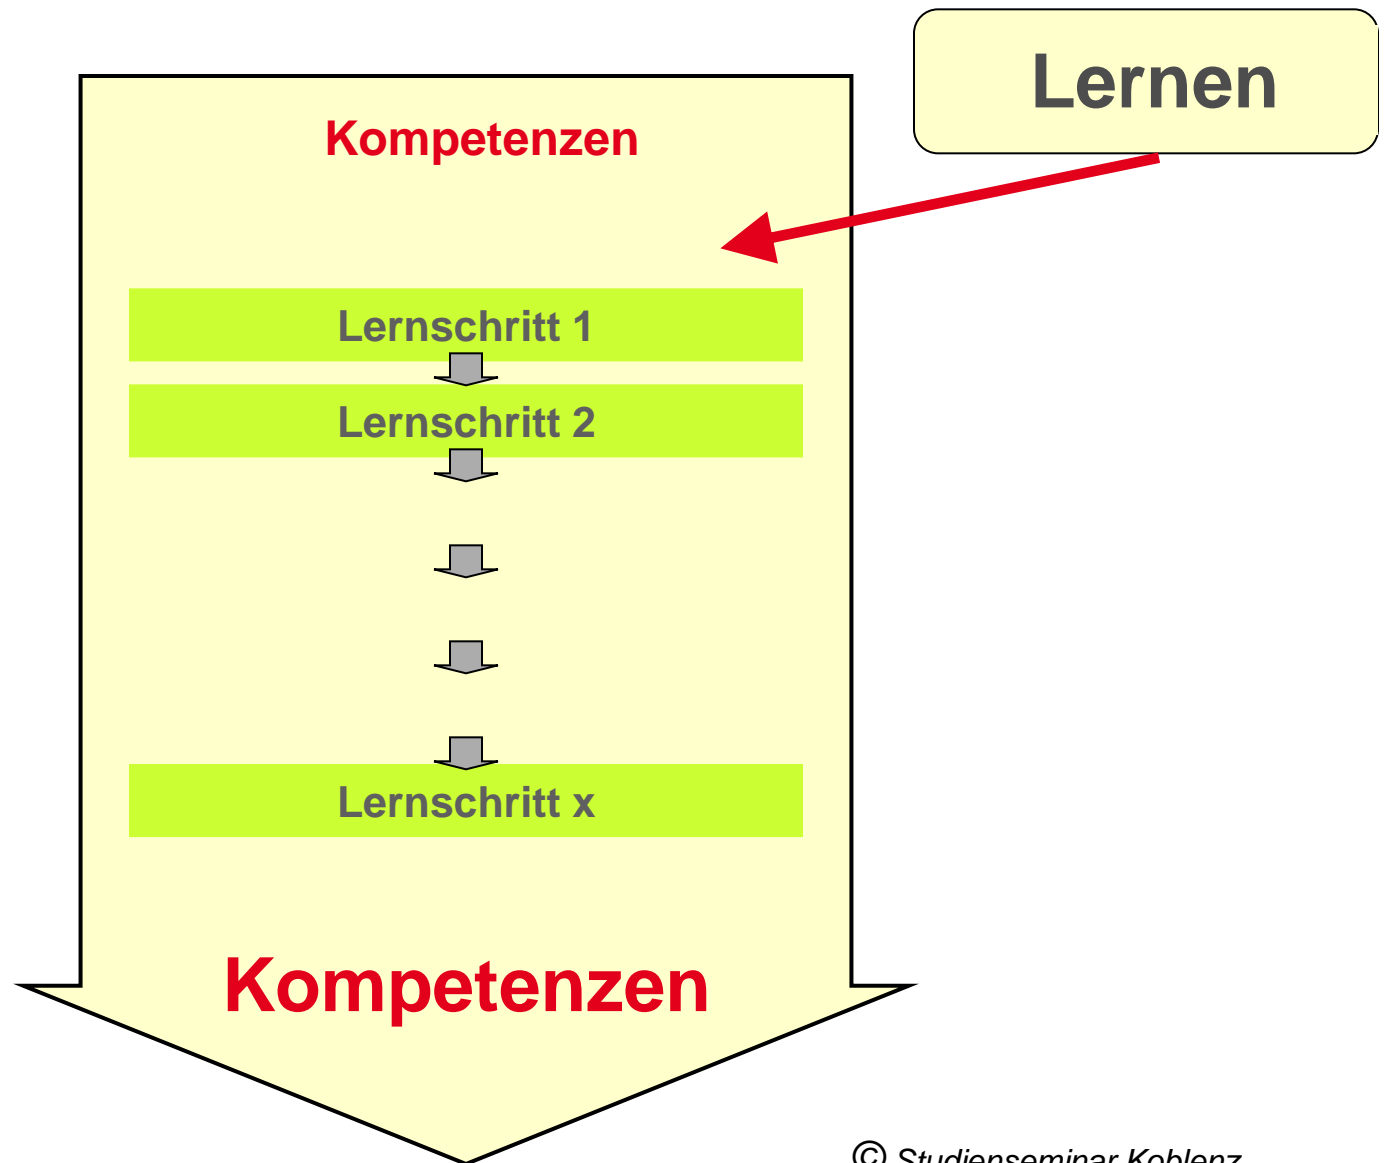 Lernen
Kompetenzen
Lernschritt 1
Lernschritt 2
Lernschritt x
Kompetenzen
© Studienseminar Koblenz